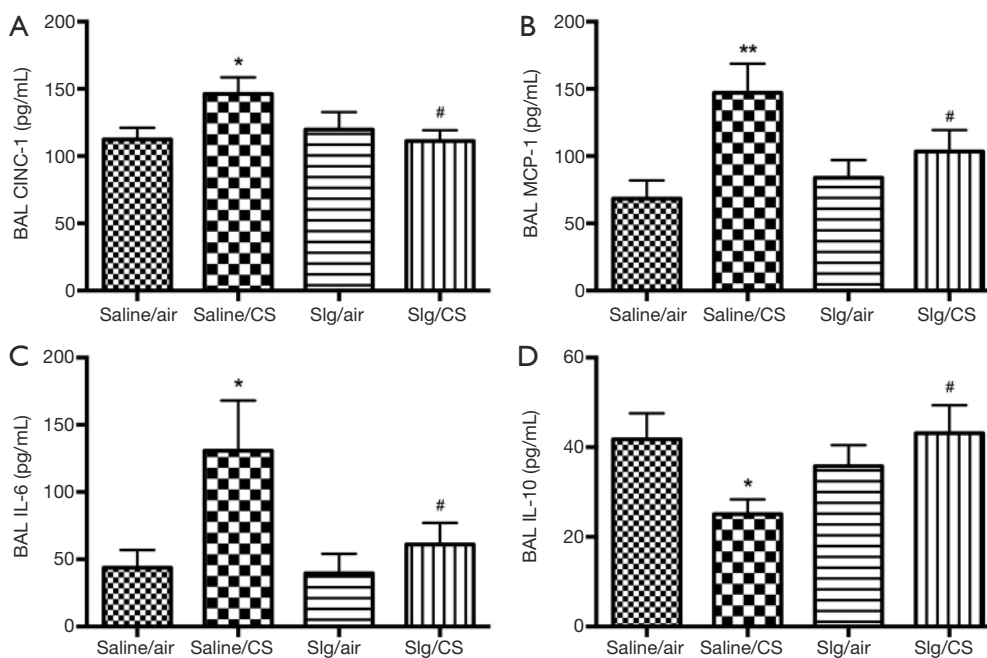 A
BAL CINC-1 (pg/mL)
200
150
100
50
0
*
#
Saline/air Saline/CS Slg/air Slg/CS
B
BAL MCP-1 (pg/mL)
200
150
100
50
0
**
#
Saline/air Saline/CS Slg/air Slg/CS
C
BAL IL-6 (pg/mL)
200
150
100
50
0
*
#
Saline/air Saline/CS Slg/air Slg/CS
D
BAL IL-10 (pg/mL)
60
40
20
0
*
#
Saline/air Saline/CS Slg/air Slg/CS